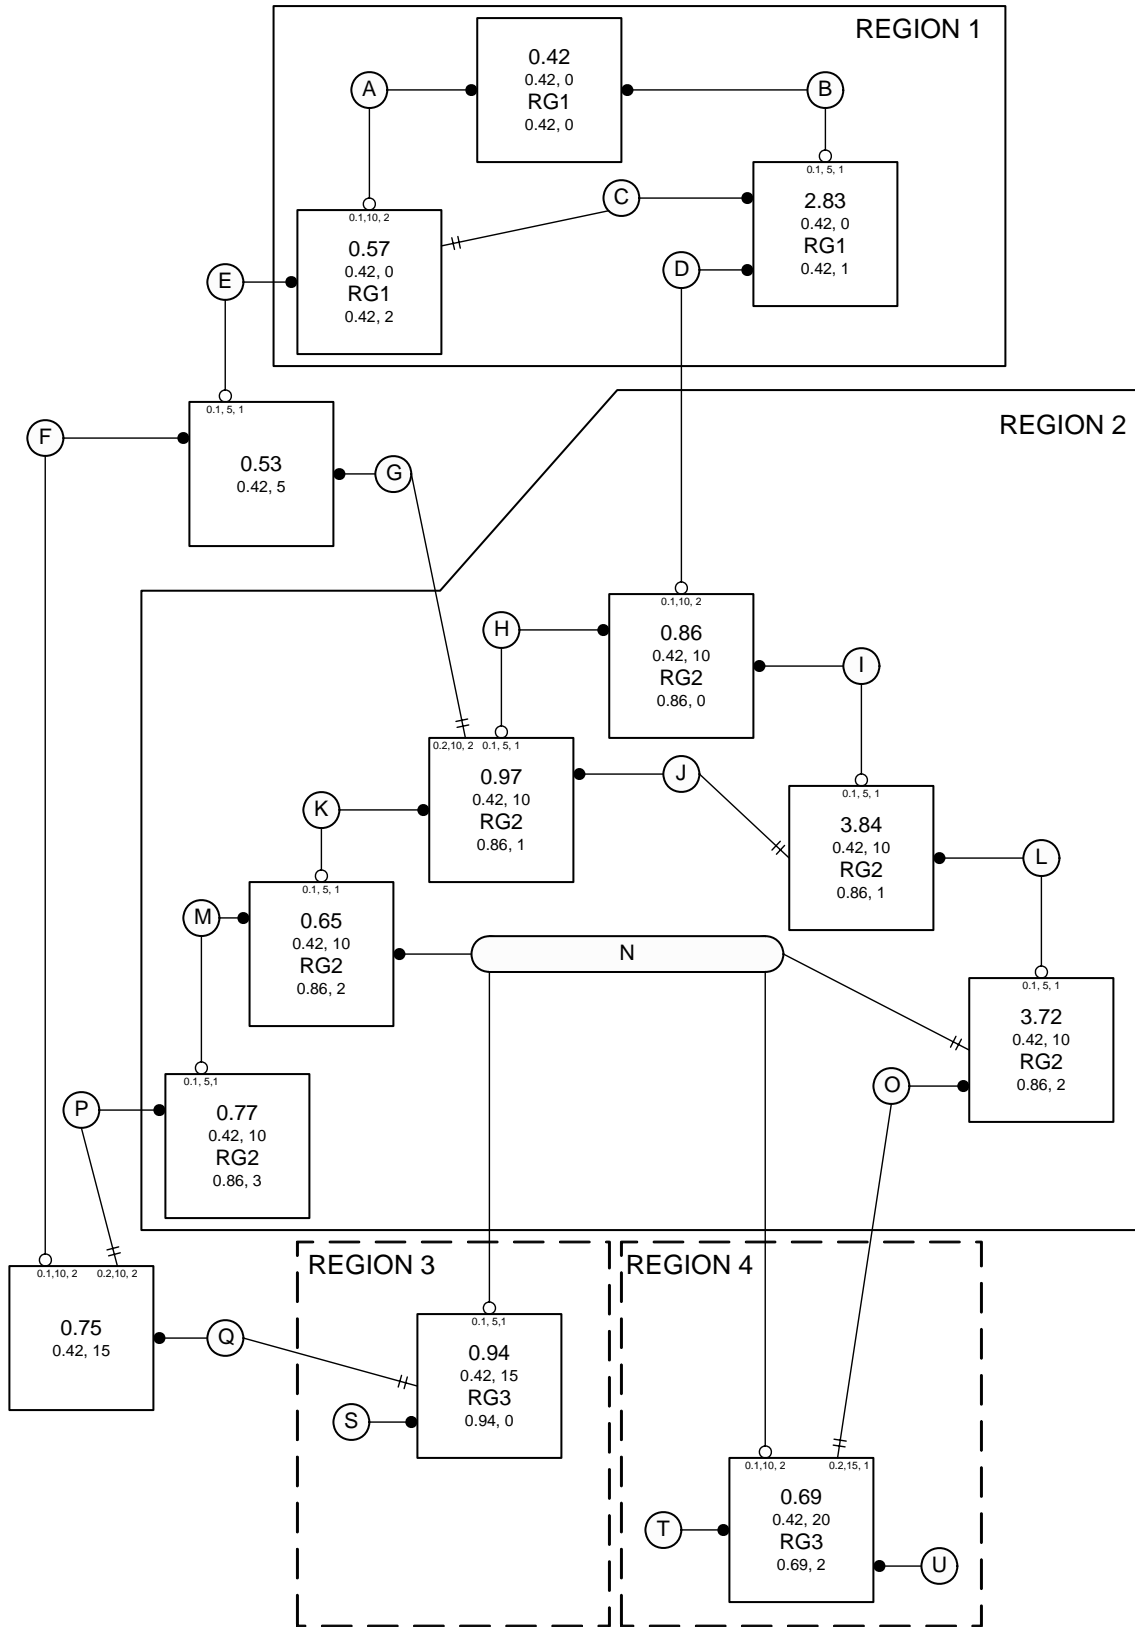 REGION 1
0.42
0.42, 0
RG1
0.42, 0
A
B
0.1, 5, 1
2.83
0.42, 0
RG1
0.42, 1
C
0.1,10, 2
0.57
0.42, 0
RG1
0.42, 2
D
E
0.1, 5, 1
0.53
0.42, 5
F
G
REGION 2
0.1,10, 2
0.86
0.42, 10
RG2
0.86, 0
H
I
0.2,10, 2
0.1, 5, 1
0.97
0.42, 10
RG2
0.86, 1
J
0.1, 5, 1
3.84
0.42, 10
RG2
0.86, 1
K
L
0.1, 5, 1
0.65
0.42, 10
RG2
0.86, 2
M
N
0.1, 5, 1
3.72
0.42, 10
RG2
0.86, 2
O
0.1, 5,1
0.77
0.42, 10
RG2
0.86, 3
P
0.1,10, 2
0.2,10, 2
0.75
0.42, 15
Q
REGION 3
0.1, 5,1
0.94
0.42, 15
RG3
0.94, 0
S
REGION 4
0.1,10, 2
0.2,15, 1
0.69
0.42, 20
RG3
0.69, 2
T
U